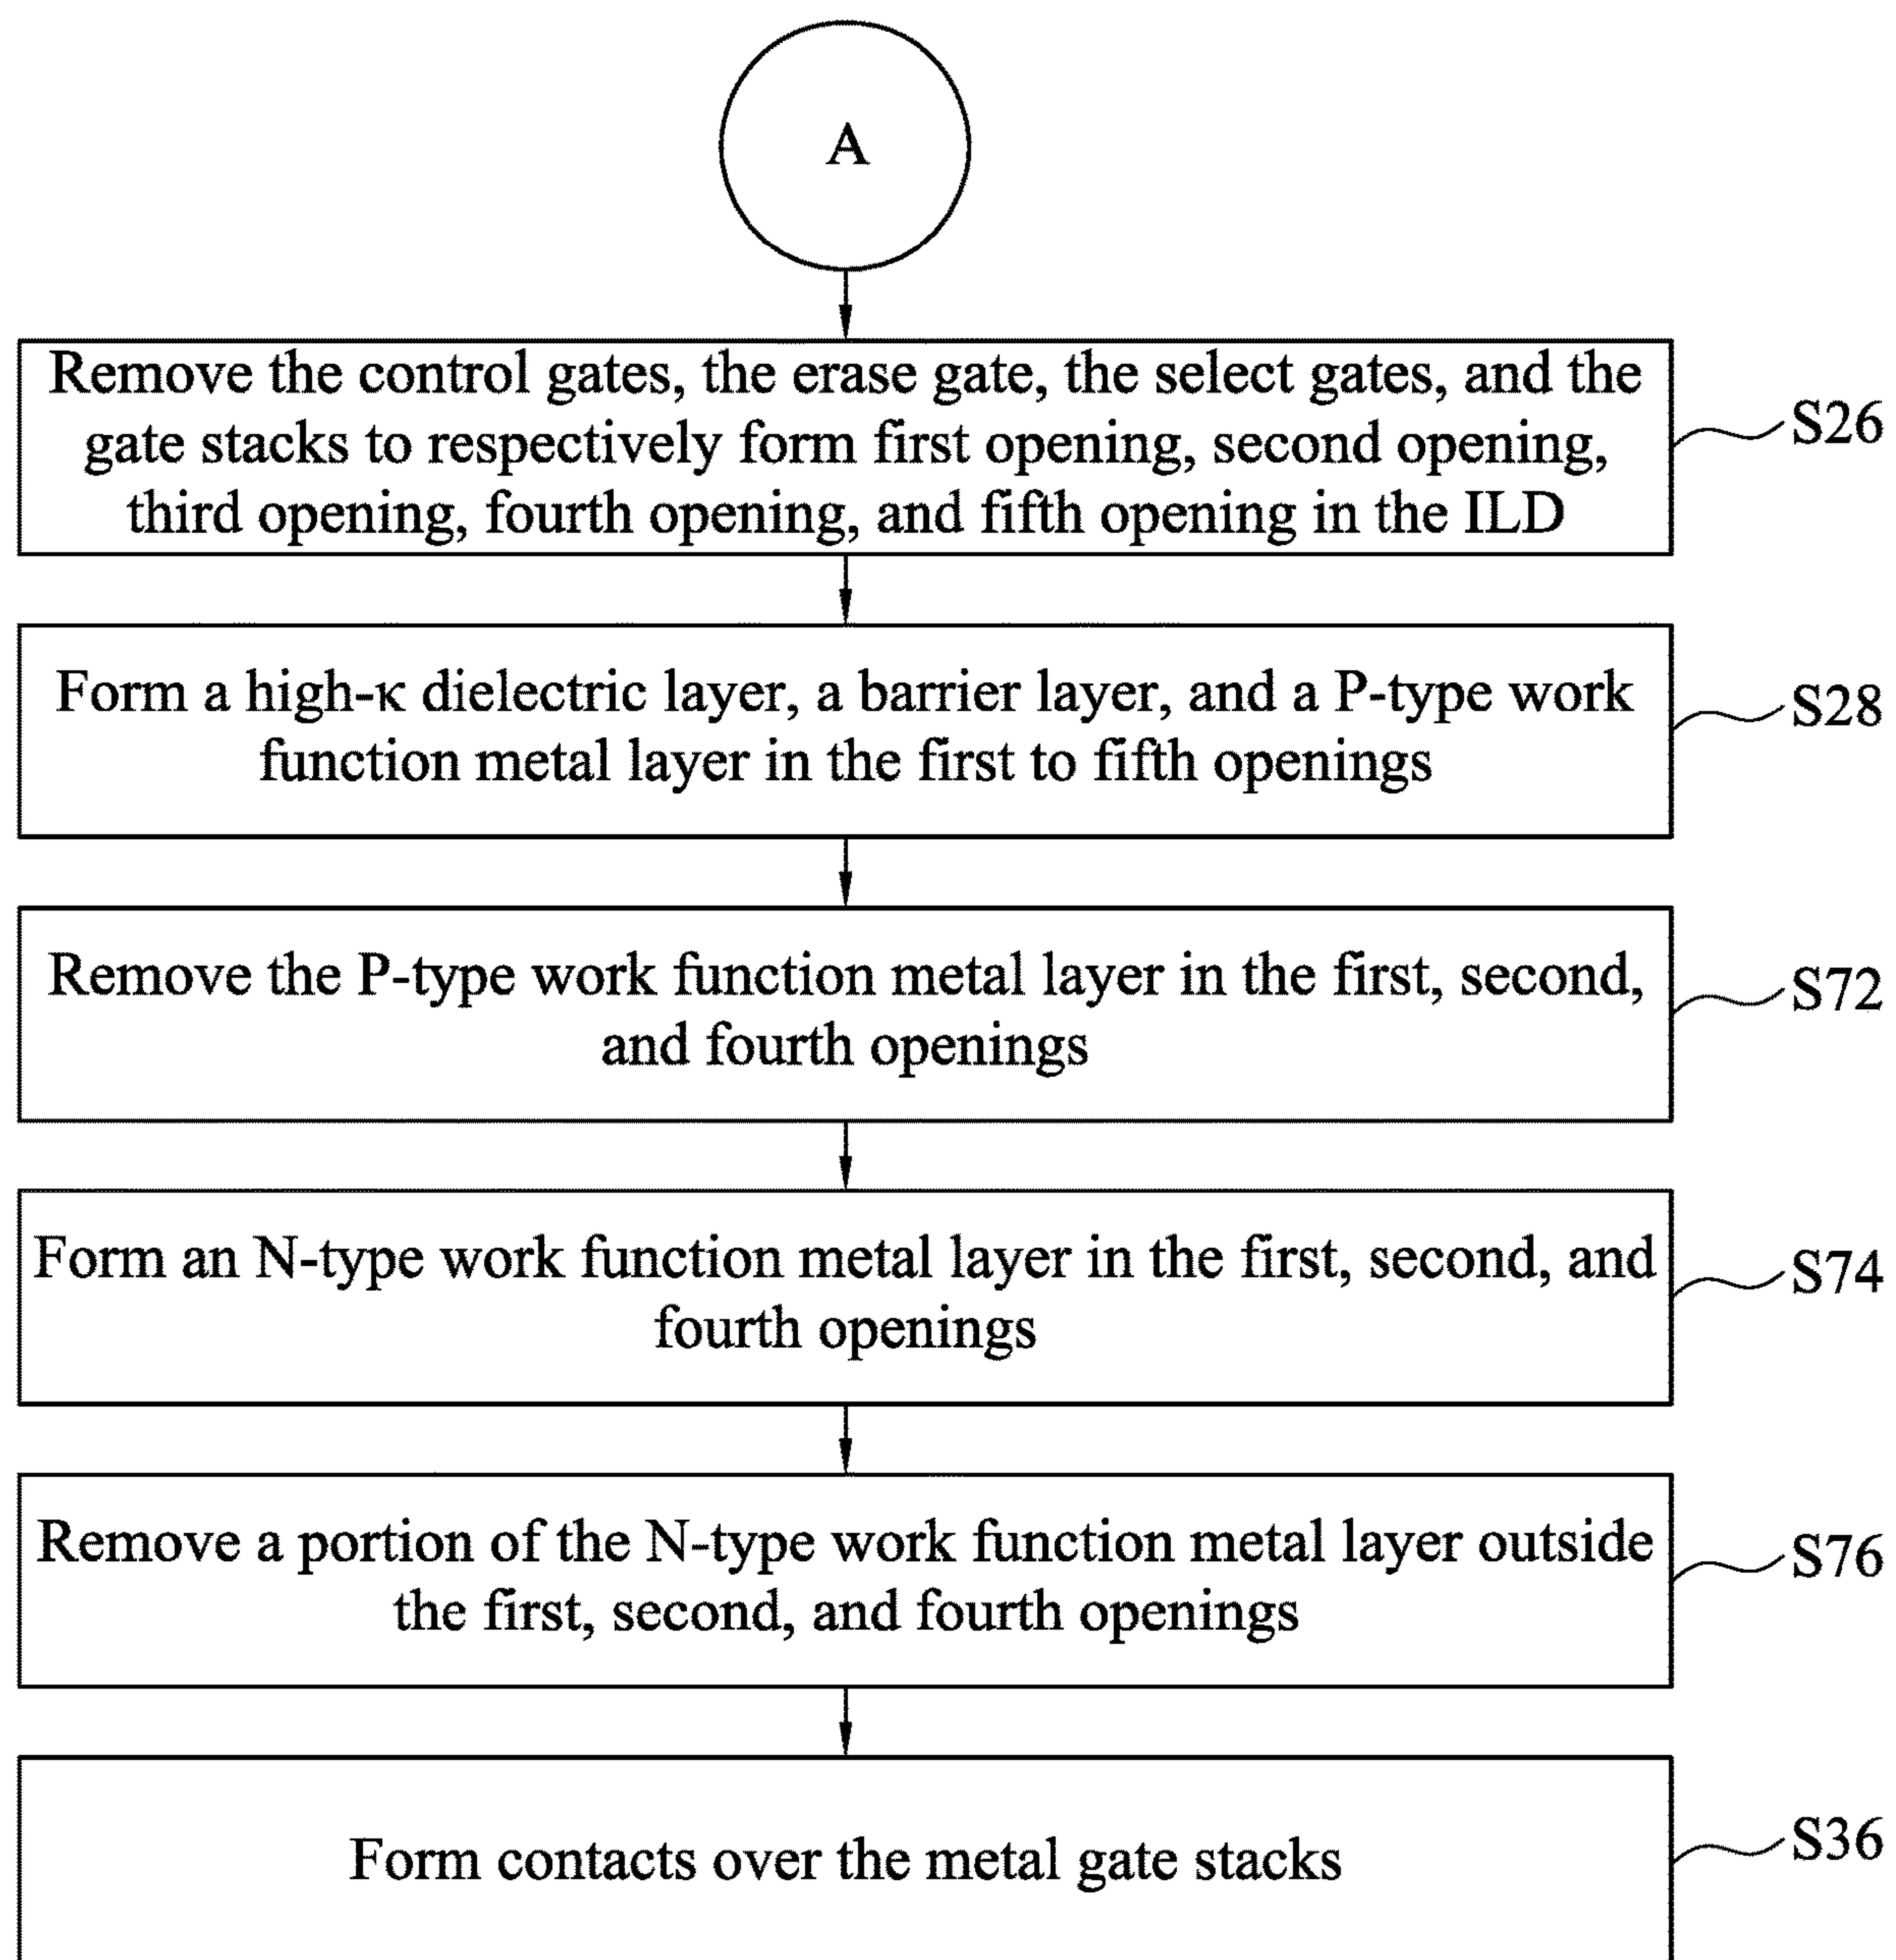 A
Remove the control gates, the erase gate, the select gates, and the
gate stacks to respectively form first opening, second opening,
third opening, fourth opening, and fifth opening in the ILD
S26
Form a high-κ dielectric layer, a barrier layer, and a P-type work
function metal layer in the first to fifth openings
S28
Remove the P-type work function metal layer in the first, second,
and fourth openings
S72
Form an N-type work function metal layer in the first, second, and
fourth openings
S74
Remove a portion of the N-type work function metal layer outside
the first, second, and fourth openings
S76
Form contacts over the metal gate stacks
S36